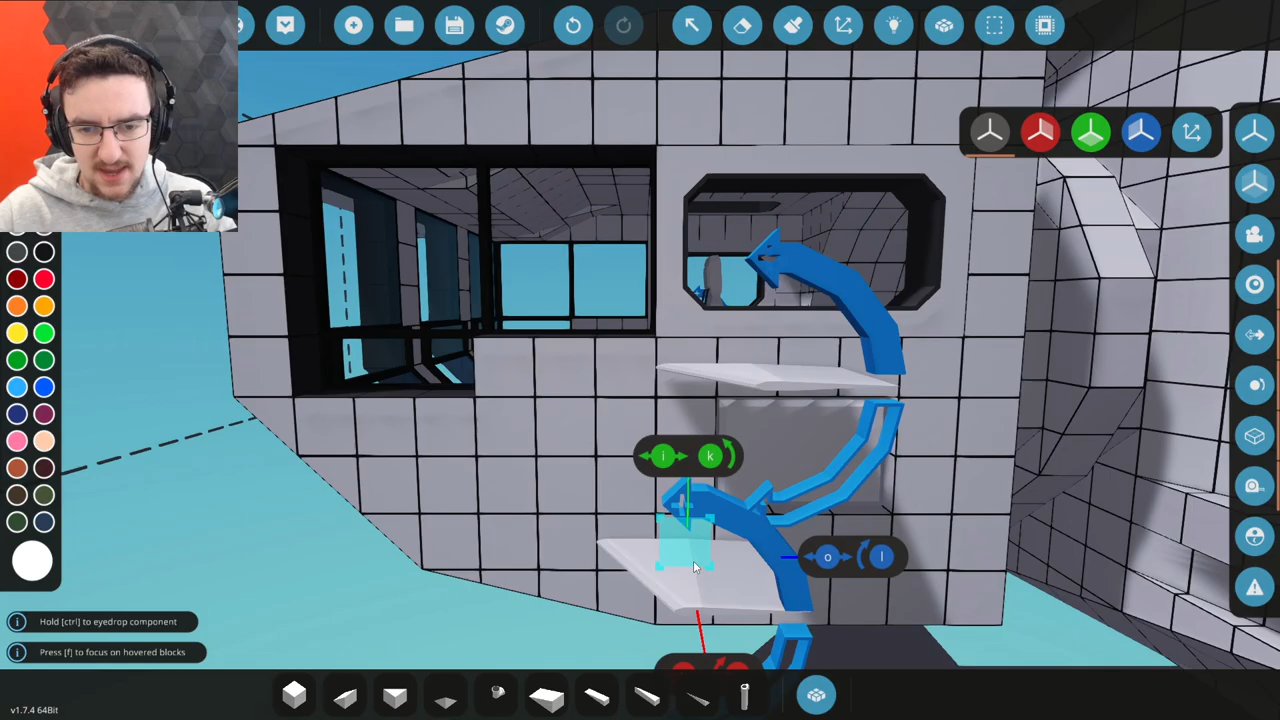 i k
o l
Hold [ctrl] to eyedrop component
Press [f] to focus on hovered blocks
v1.7.4 64Bit